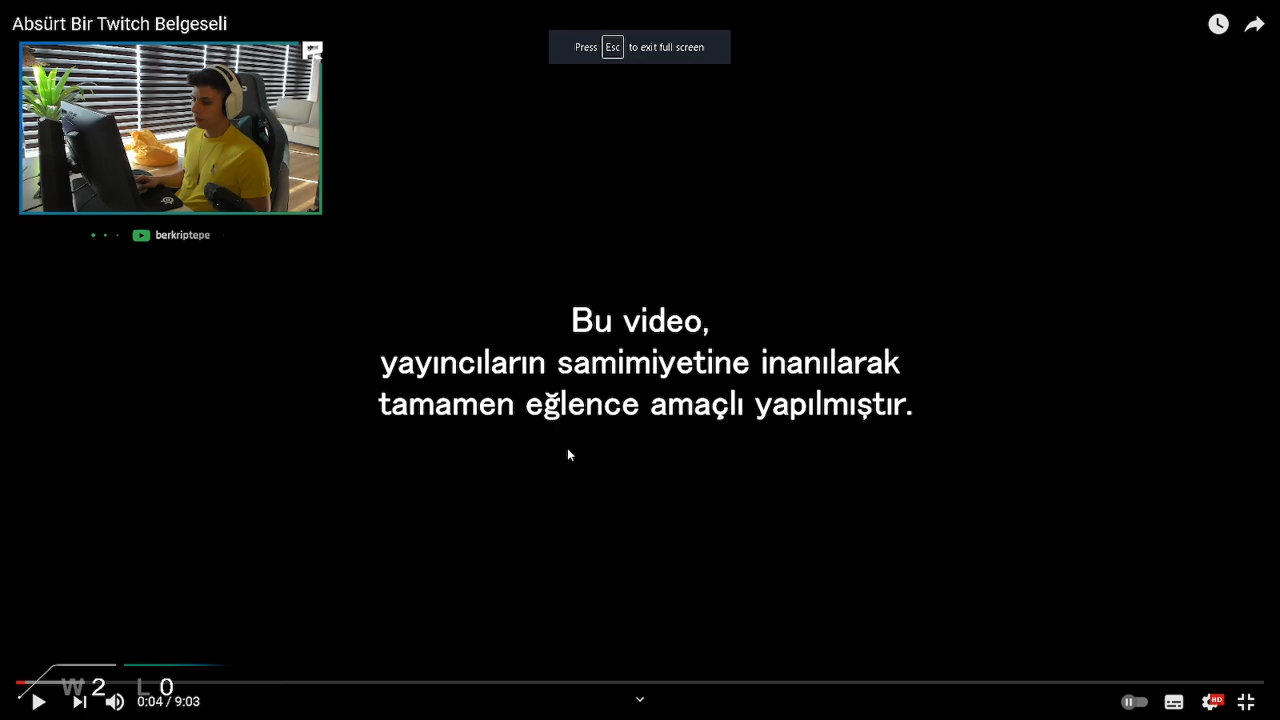 Absürt Bir Twitch Belgeseli
Press Esc to exit full screen
berkriptepe
Bu video,
yayıncıların samimiyetine inanılarak
tamamen eğlence amaçlı yapılmıştır.
W 2 L 0
0:04 / 9:03
HD